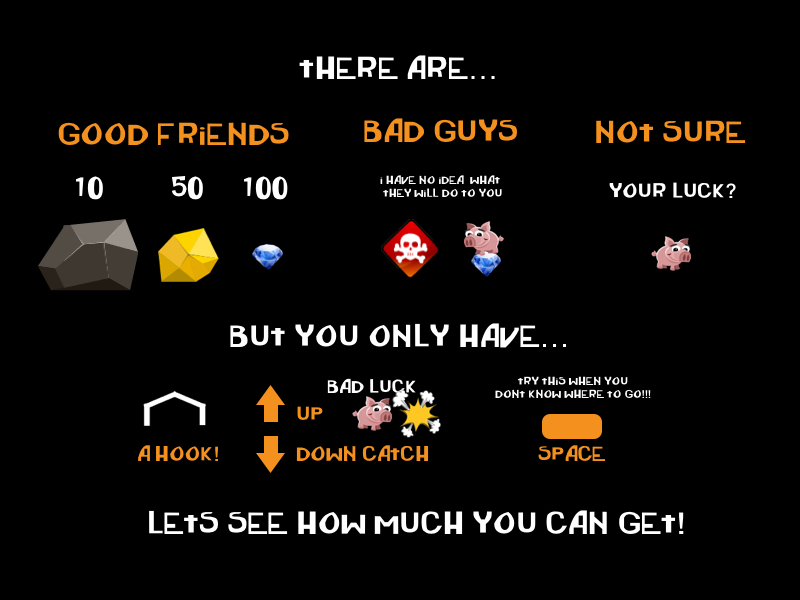 tHERE ARE...
GOOD FRiENDS
BAD GUYS
NOt SURE
10 50 100
i HAVE NO iDEA WHAt
tHEY WiLL DO tO YOU
YOUR LUCK?
BUt YOU ONLY HAVE...
BAD LUCK
tRY tHiS WHEN YOU
DONt KNOW WHERE tO GO!!!
UP
A HOOK!
DOWN CAtCH
SPACE
LEtS SEE HOW MUCH YOU CAN GEt!